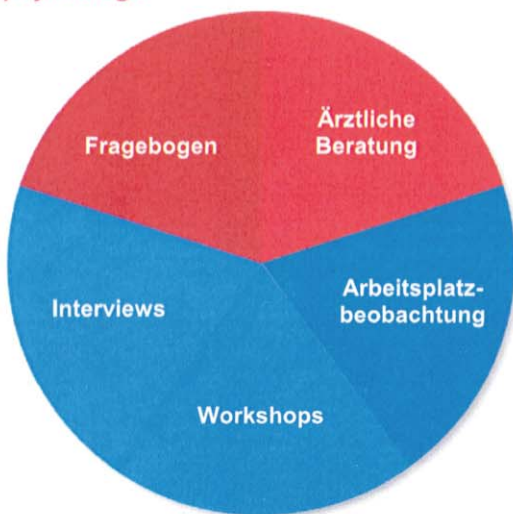 Fragebogen
Ärztliche
Beratung
Interviews
Arbeitsplatz-
beobachtung
Workshops